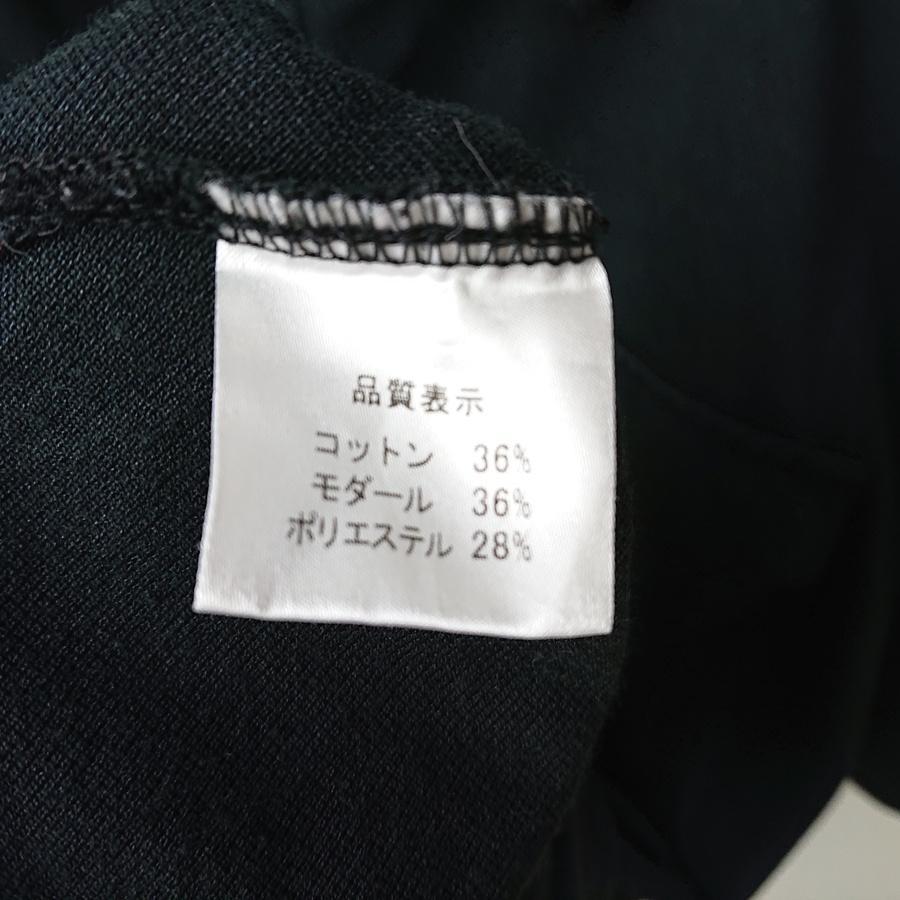 品質表示
コットン 36%
モダール 36%
ポリエステル 28%